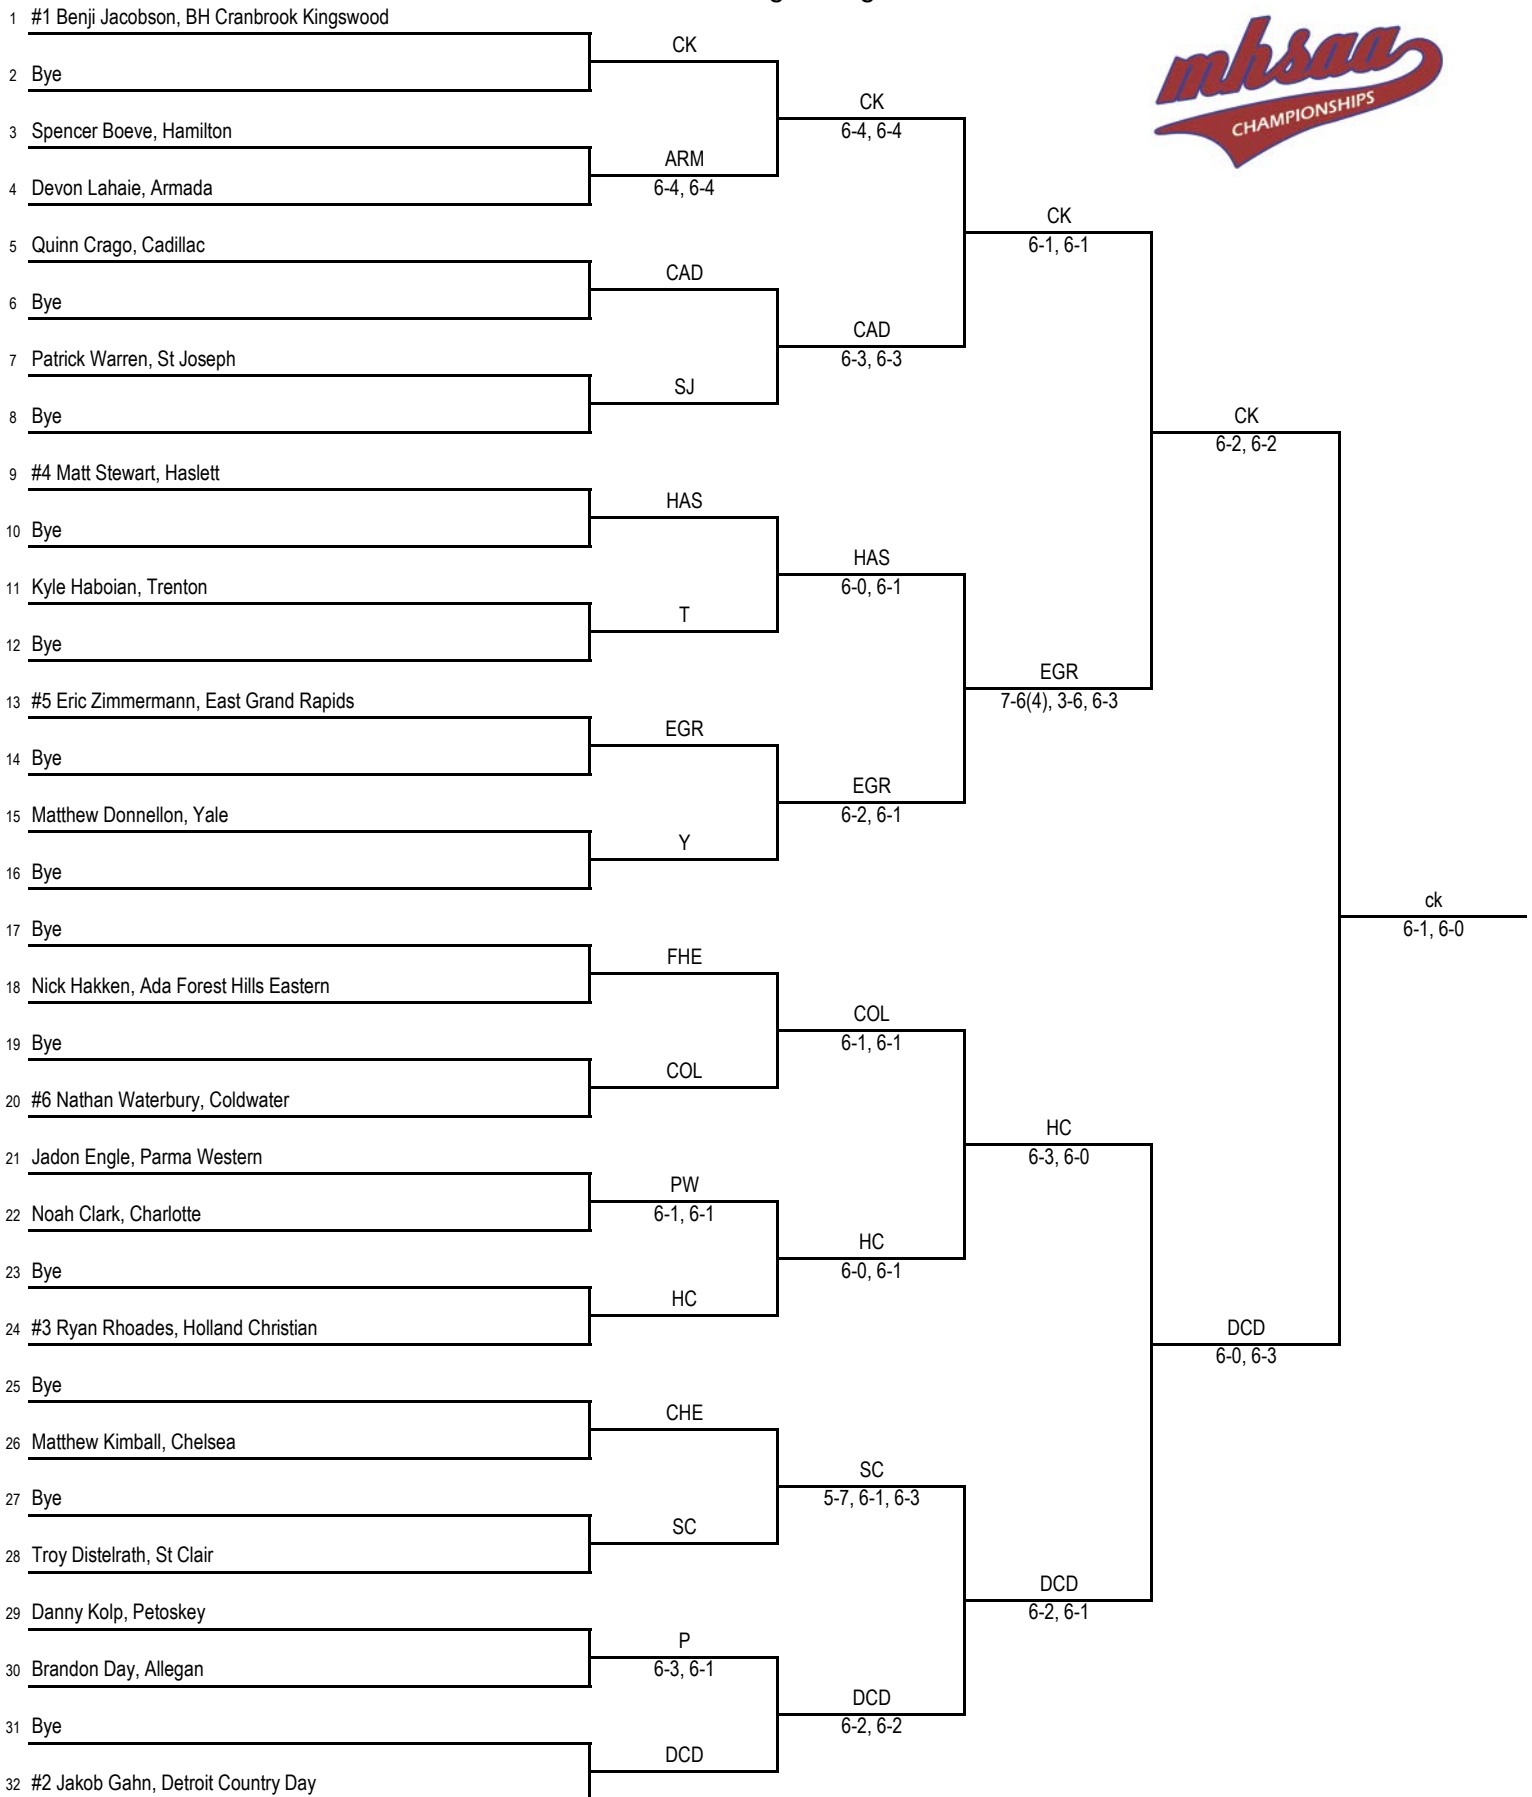 1 #1 Benji Jacobson, BH Cranbrook Kingswood
CK
2 Bye
CK
6-4, 6-4
3 Spencer Boeve, Hamilton
ARM
6-4, 6-4
4 Devon Lahaie, Armada
CK
6-1, 6-1
5 Quinn Crago, Cadillac
CAD
6 Bye
CAD
6-3, 6-3
7 Patrick Warren, St Joseph
SJ
8 Bye
CK
6-2, 6-2
9 #4 Matt Stewart, Haslett
HAS
10 Bye
HAS
6-0, 6-1
11 Kyle Haboian, Trenton
T
12 Bye
EGR
7-6(4), 3-6, 6-3
13 #5 Eric Zimmermann, East Grand Rapids
EGR
14 Bye
EGR
6-2, 6-1
15 Matthew Donnellon, Yale
Y
16 Bye
ck
6-1, 6-0
17 Bye
FHE
18 Nick Hakken, Ada Forest Hills Eastern
COL
6-1, 6-1
19 Bye
COL
20 #6 Nathan Waterbury, Coldwater
HC
6-3, 6-0
21 Jadon Engle, Parma Western
PW
6-1, 6-1
22 Noah Clark, Charlotte
HC
6-0, 6-1
23 Bye
HC
24 #3 Ryan Rhoades, Holland Christian
DCD
6-0, 6-3
25 Bye
CHE
26 Matthew Kimball, Chelsea
SC
5-7, 6-1, 6-3
27 Bye
SC
28 Troy Distelrath, St Clair
DCD
6-2, 6-1
29 Danny Kolp, Petoskey
P
6-3, 6-1
30 Brandon Day, Allegan
DCD
6-2, 6-2
31 Bye
DCD
32 #2 Jakob Gahn, Detroit Country Day
mhsaa
CHAMPIONSHIPS